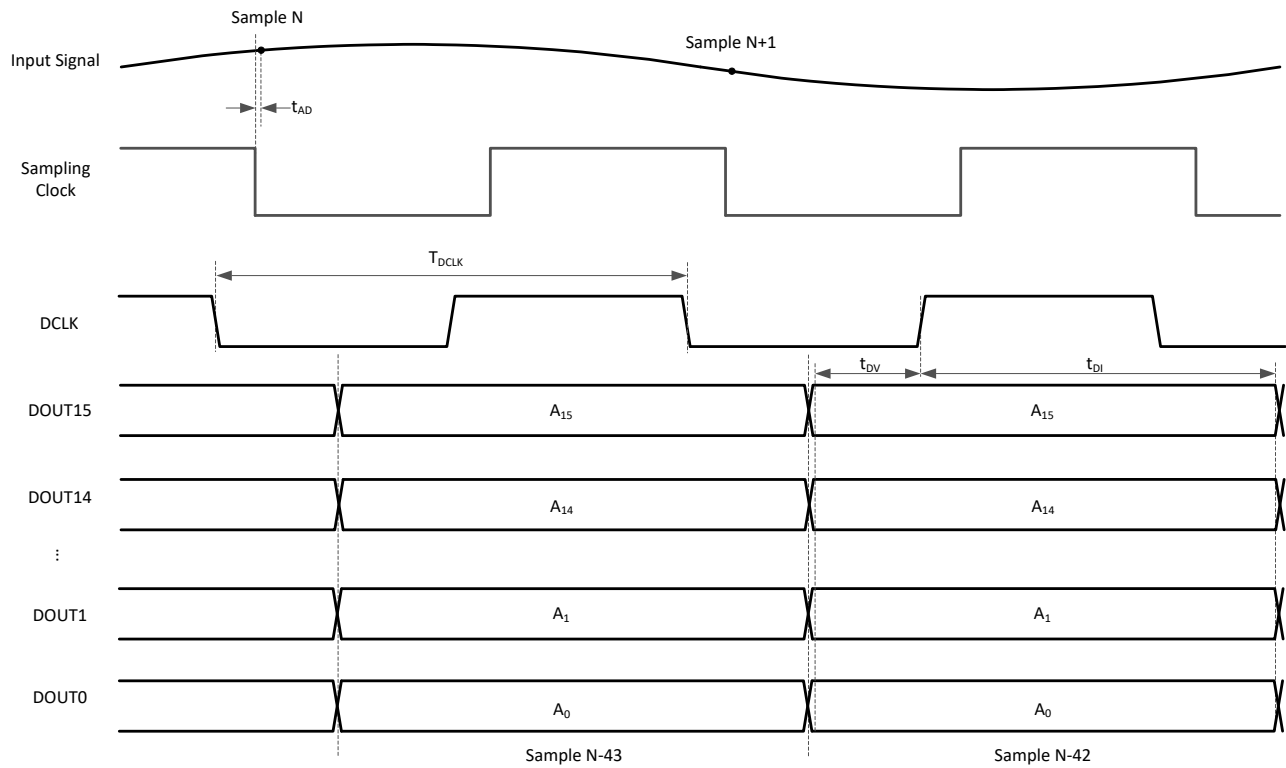 Sample N
Sample N+1
Input Signal
tAD
Sampling
Clock
TDCLK
DCLK
tDV
tDI
DOUT15
A15
A15
DOUT14
A14
A14
...
DOUT1
A1
A1
DOUT0
A0
A0
Sample N-43
Sample N-42